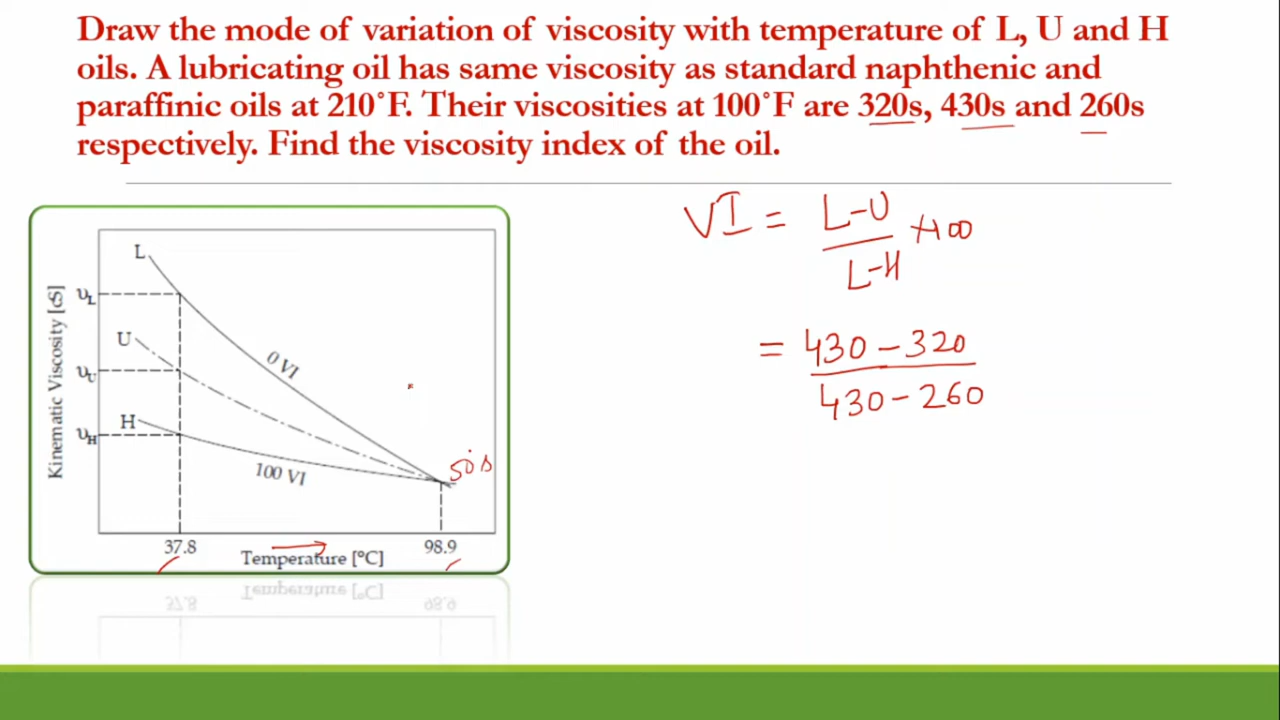 Draw the mode of variation of viscosity with temperature of L, U and H
oils. A lubricating oil has same viscosity as standard naphthenic and
paraffinic oils at 210°F. Their viscosities at 100°F are 320s, 430s and 260s
respectively. Find the viscosity index of the oil.
VI = L-U / L-H × 100
= 430 - 320 / 430 - 260
Kinematic Viscosity [cS]
L
υL
0 VI
U
υU
H
υH
100 VI
37.8
98.9
Temperature [°C]